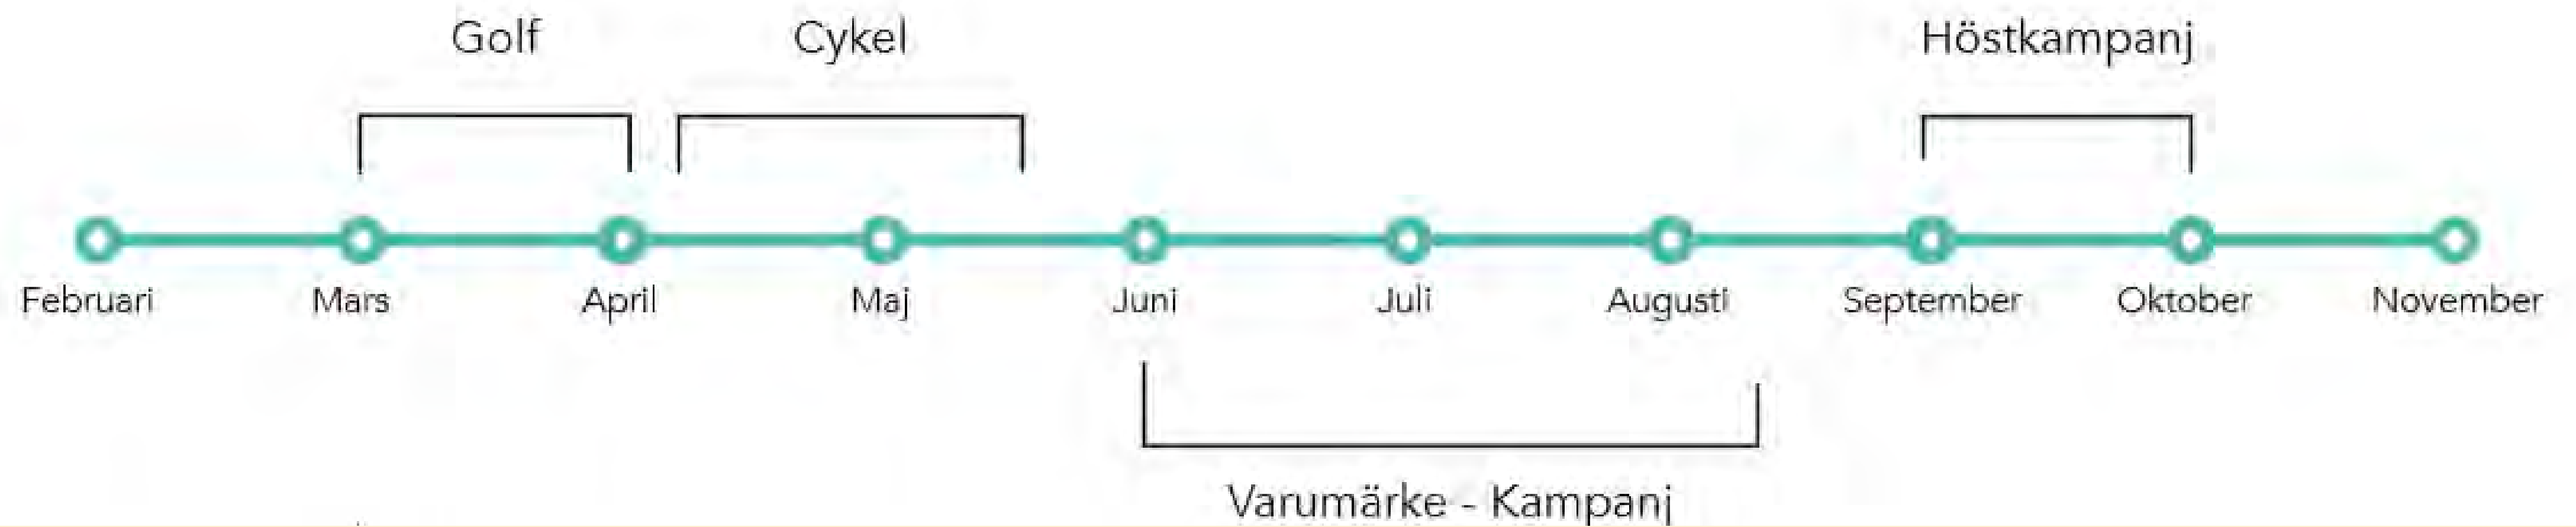 Golf Cykel Höstkampanj
Februari Mars April Maj Juni Juli Augusti September Oktober November
Varumärke - Kampanj